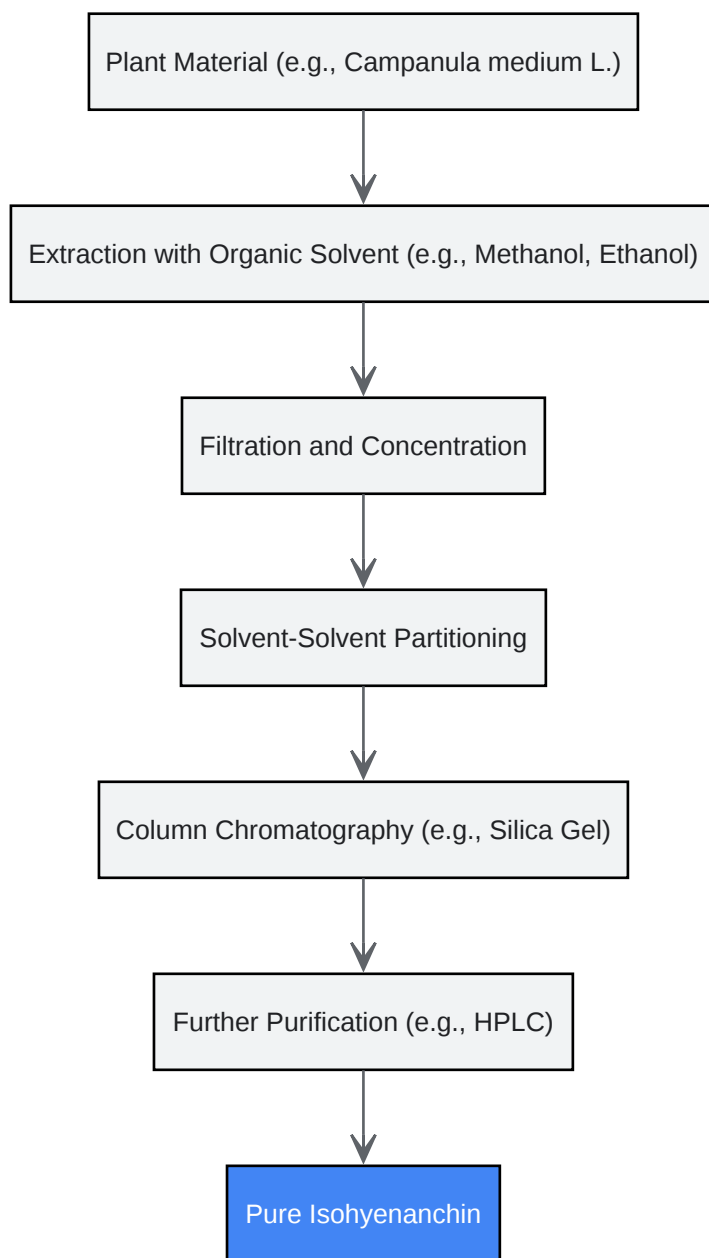 Plant Material (e.g., Campanula medium L.)
Extraction with Organic Solvent (e.g., Methanol, Ethanol)
Filtration and Concentration
Solvent-Solvent Partitioning
Column Chromatography (e.g., Silica Gel)
Further Purification (e.g., HPLC)
Pure Isohyenanchin